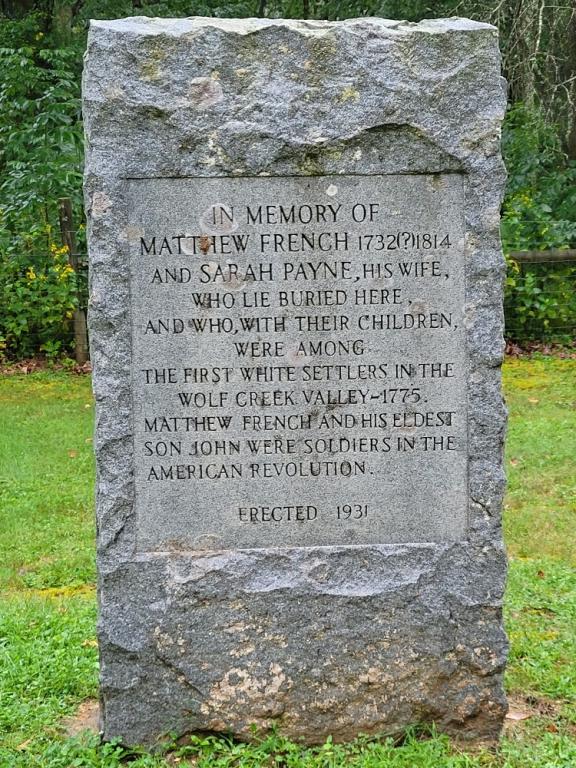 IN MEMORY OF
MATTHEW FRENCH 1732(?)1814
AND SARAH PAYNE, HIS WIFE,
WHO LIE BURIED HERE,
AND WHO, WITH THEIR CHILDREN,
WERE AMONG
THE FIRST WHITE SETTLERS IN THE
WOLF CREEK VALLEY-1775.
MATTHEW FRENCH AND HIS ELDEST
SON JOHN WERE SOLDIERS IN THE
AMERICAN REVOLUTION.
ERECTED 1931